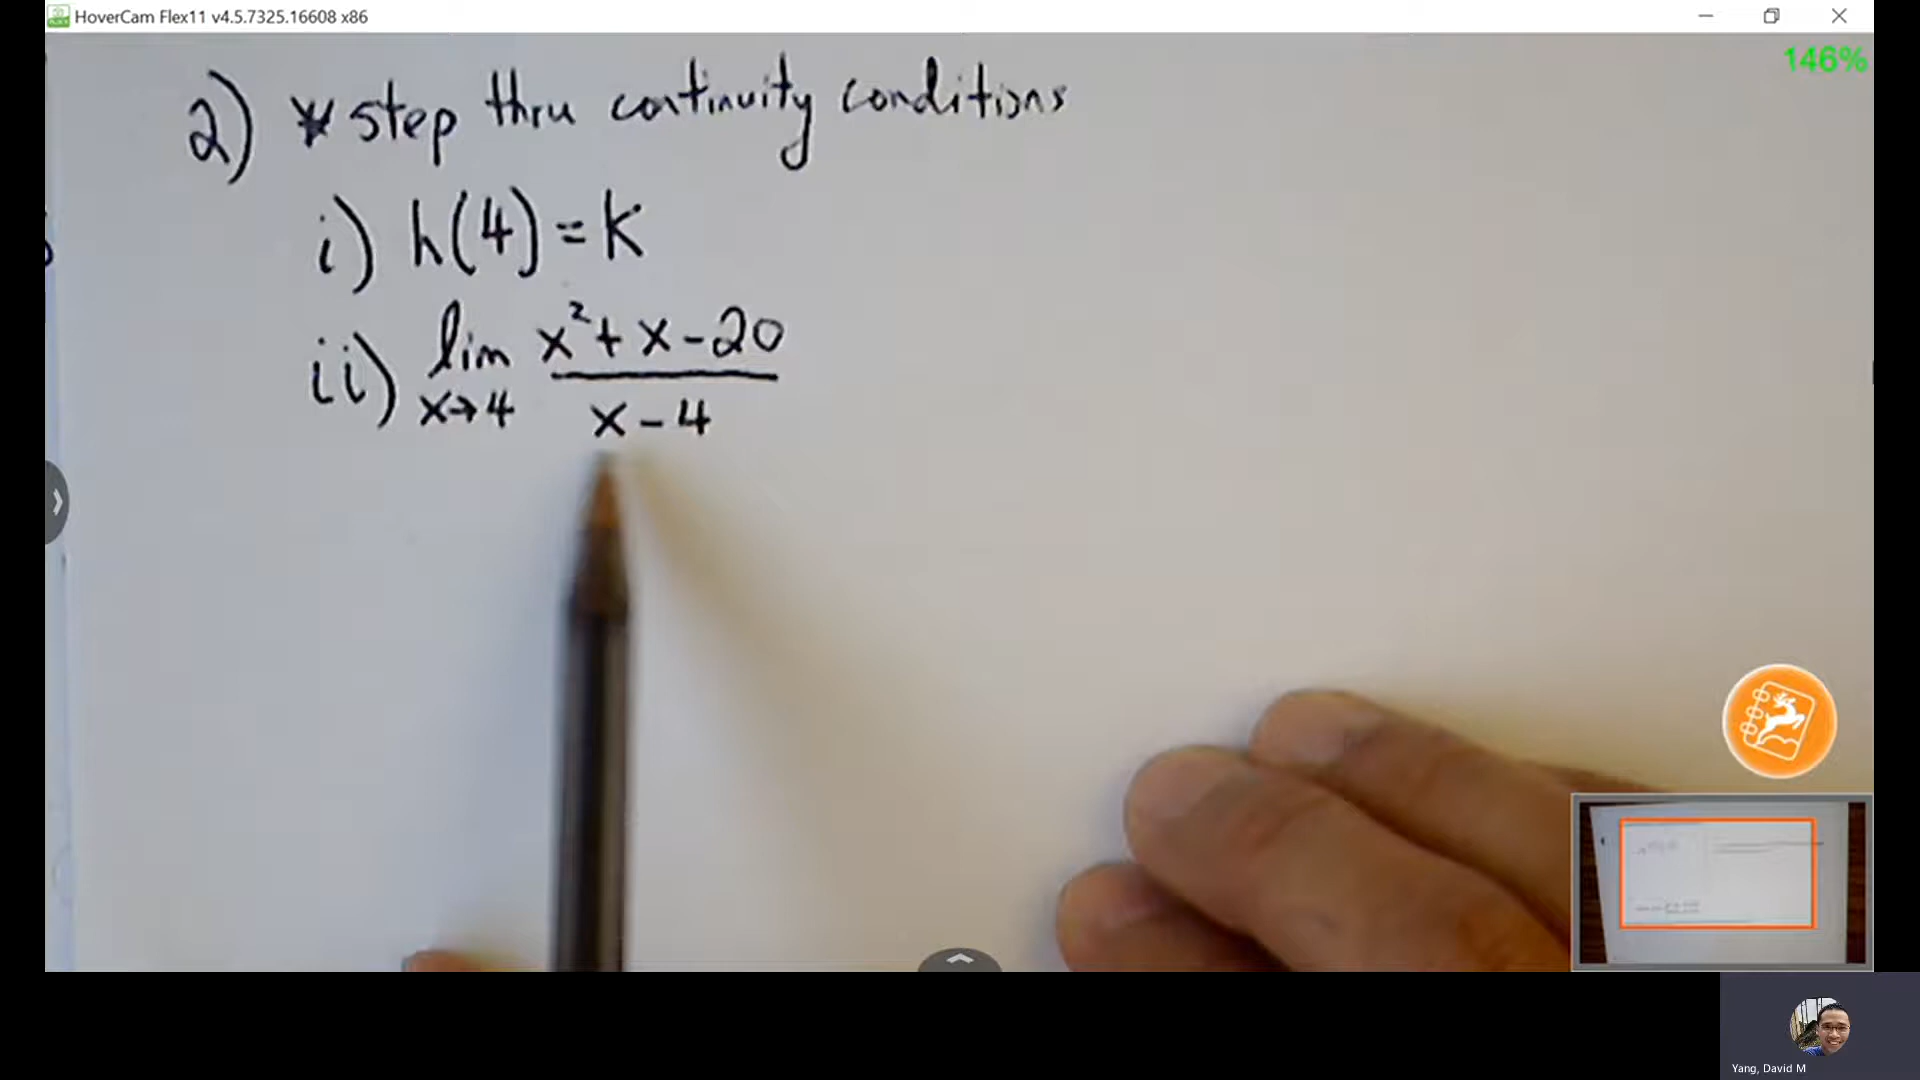 HoverCam Flex11 v4.5.7325.16608 x86
146%
2) * step thru continuity conditions
i) h(4) = k
ii) lim x→4 (x² + x - 20)/(x - 4)
Yang, David M